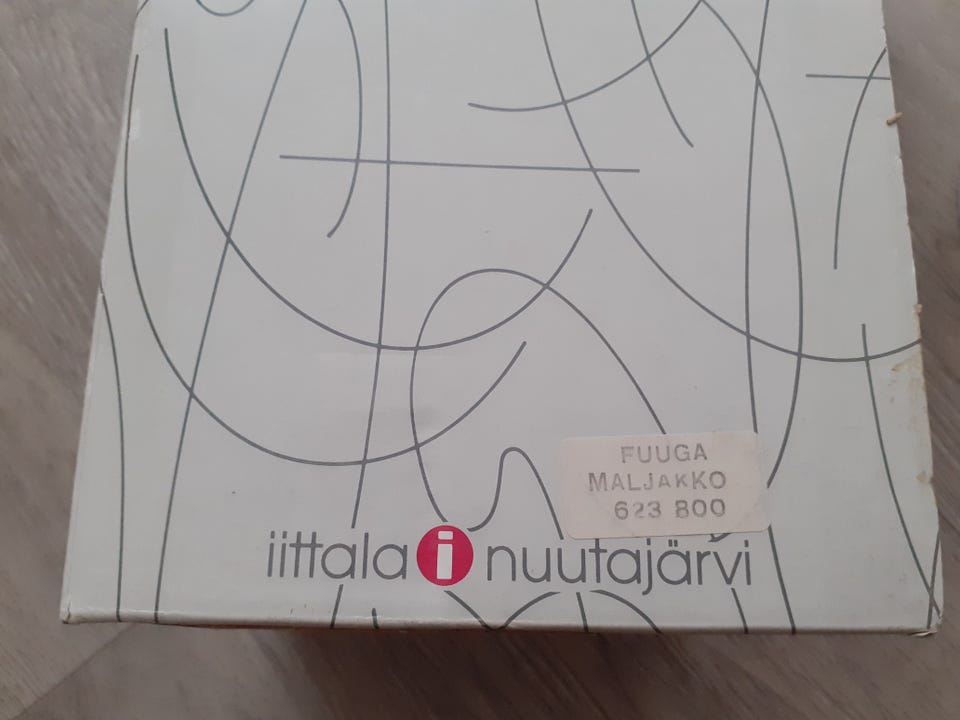 FUUGA
MALJAKKO
623 800
iittala i nuutajärvi